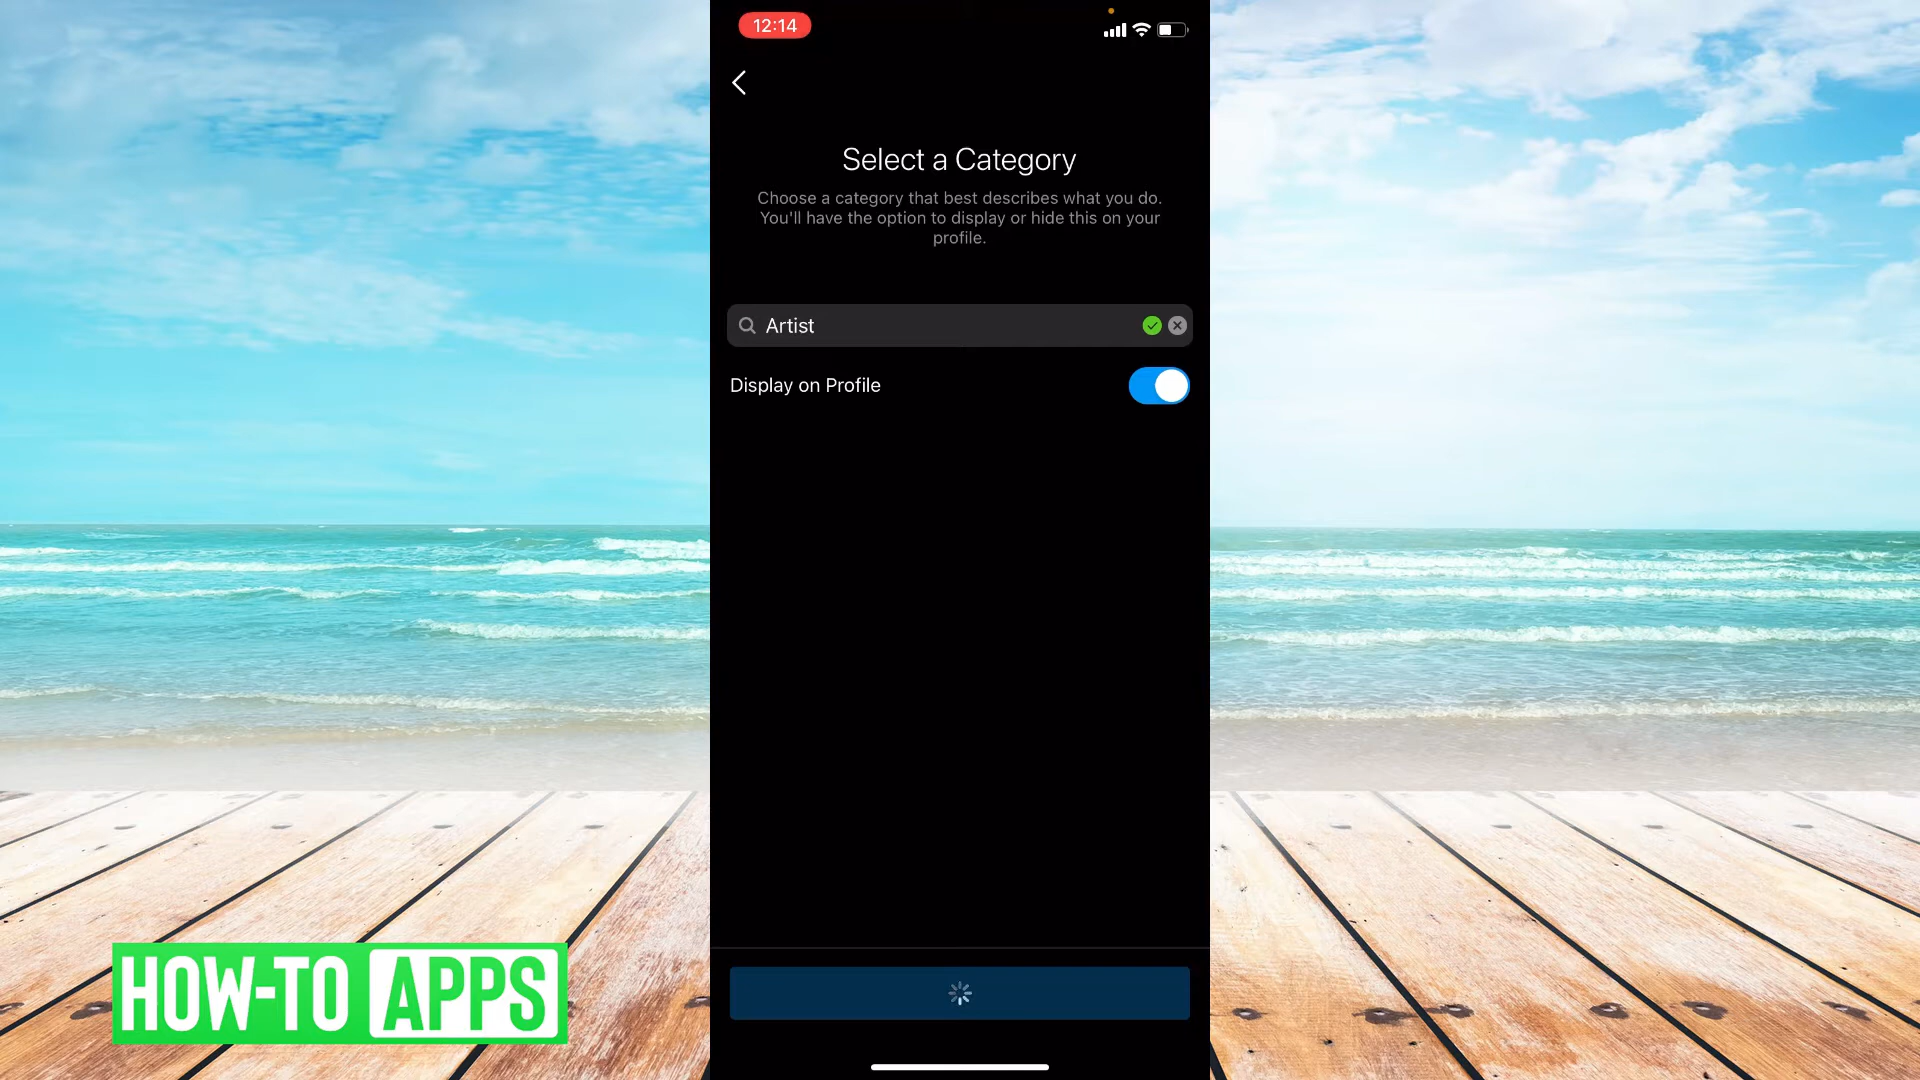 12:14
Select a Category
Choose a category that best describes what you do.
You'll have the option to display or hide this on your
profile.
Artist
Display on Profile
HOW-TO APPS